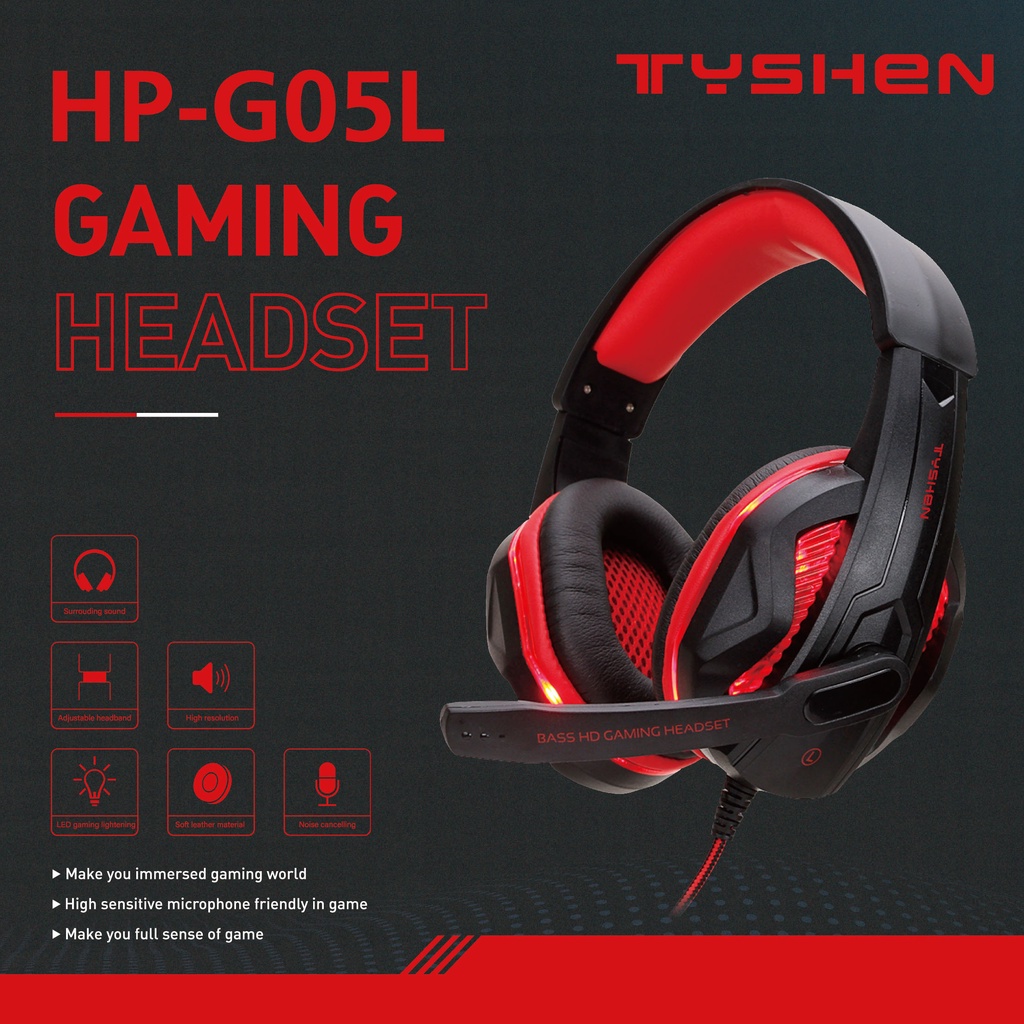 HP-G05L
TYSHEN
GAMING
HEADSET
TYSHEN
Surrouding sound
Adjustable headband
High resolution
BASS HD GAMING HEADSET
L
LED gaming lightening
Soft leather material
Noise cancelling
Make you immersed gaming world
High sensitive microphone friendly in game
Make you full sense of game